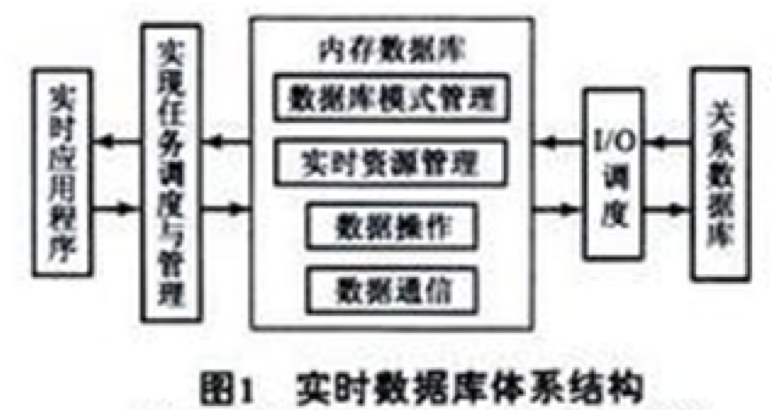 实时应用程序
实现任务调度与管理
内存数据库
数据库模式管理
实时资源管理
数据操作
数据通信
I/O调度
关系数据库
图1 实时数据库体系结构